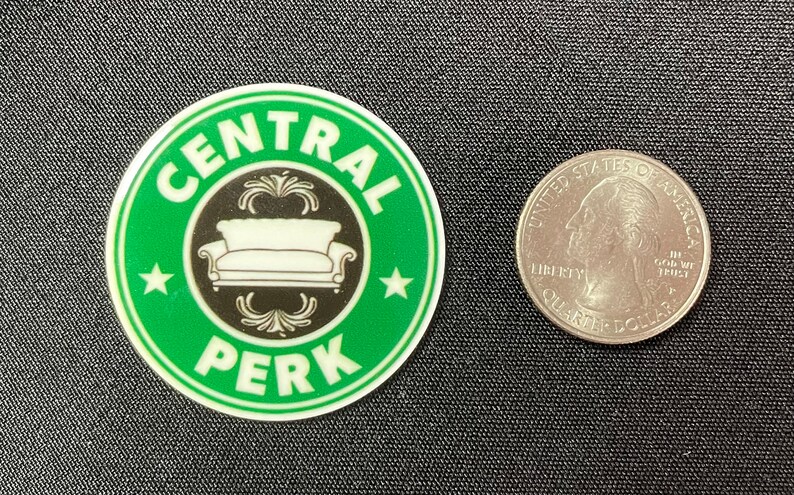 CENTRAL
PERK
UNITED STATES OF AMERICA
LIBERTY
IN
GOD WE
TRUST
QUARTER DOLLAR